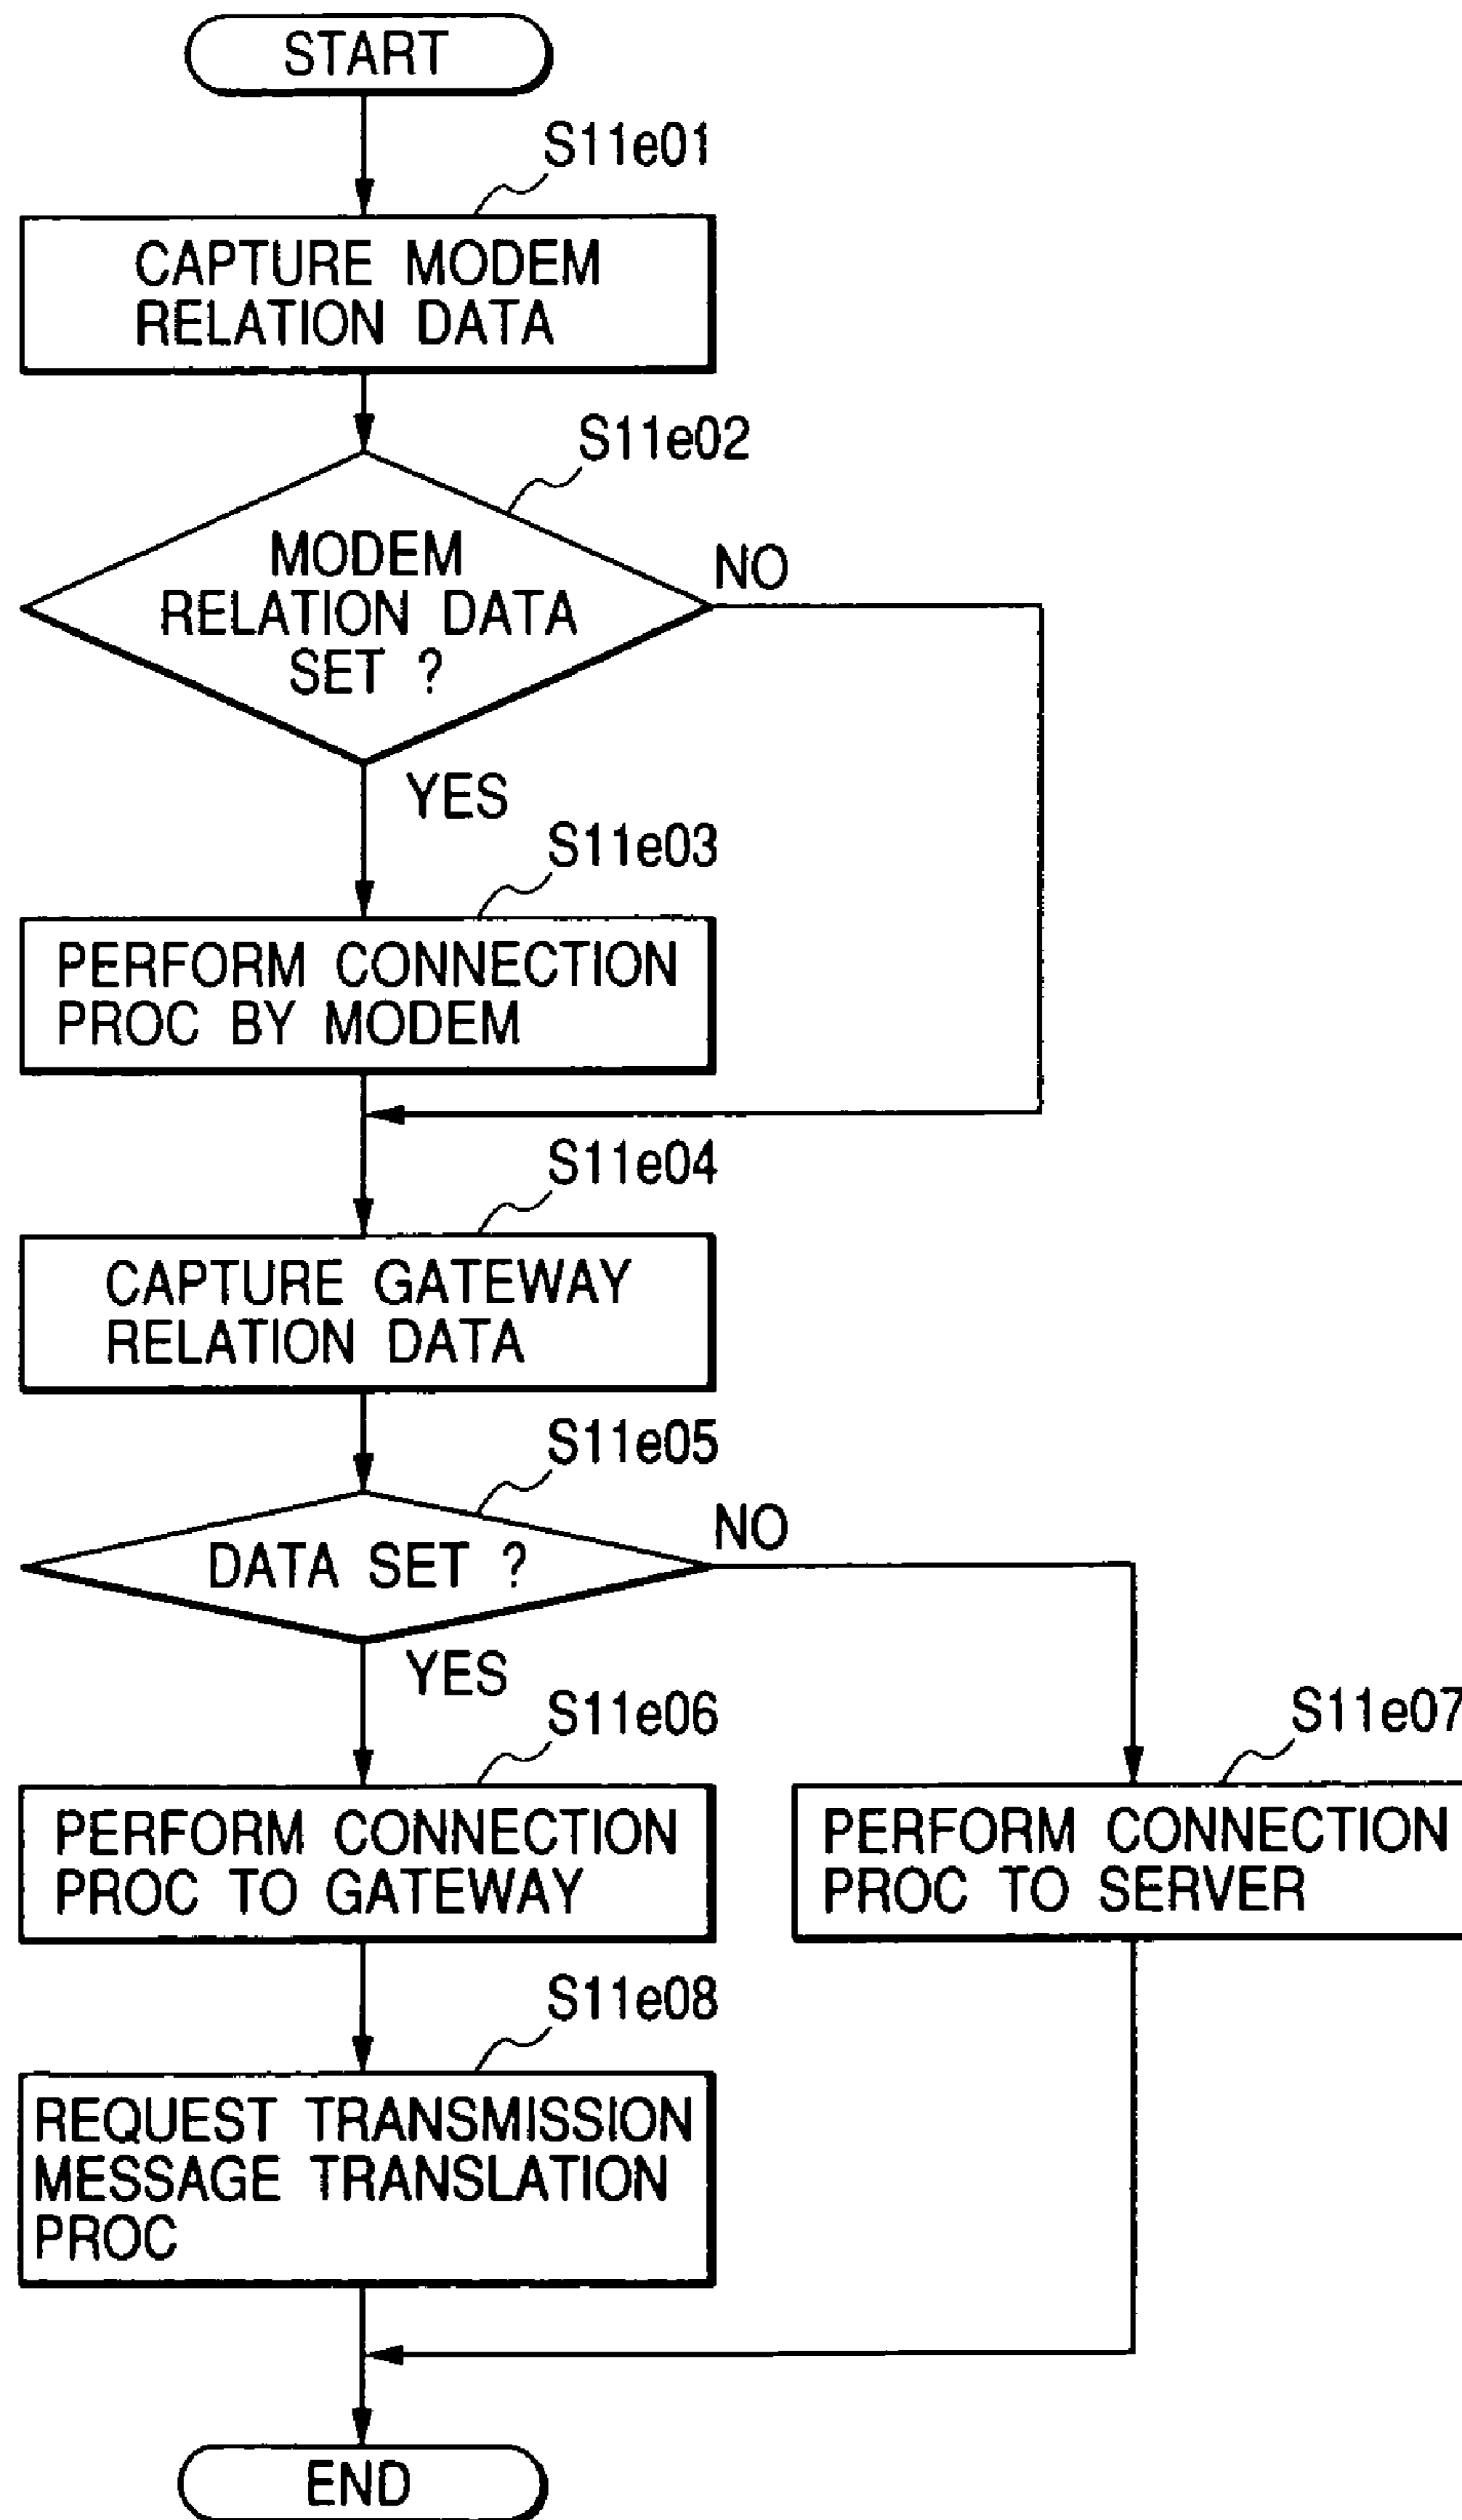 START
S11e01
CAPTURE MODEM
RELATION DATA
S11e02
MODEM
RELATION DATA
SET ?
NO
YES
S11e03
PERFORM CONNECTION
PROC BY MODEM
S11e04
CAPTURE GATEWAY
RELATION DATA
S11e05
DATA SET ?
NO
YES
S11e06
PERFORM CONNECTION
PROC TO GATEWAY
S11e07
PERFORM CONNECTION
PROC TO SERVER
S11e08
REQUEST TRANSMISSION
MESSAGE TRANSLATION
PROC
END